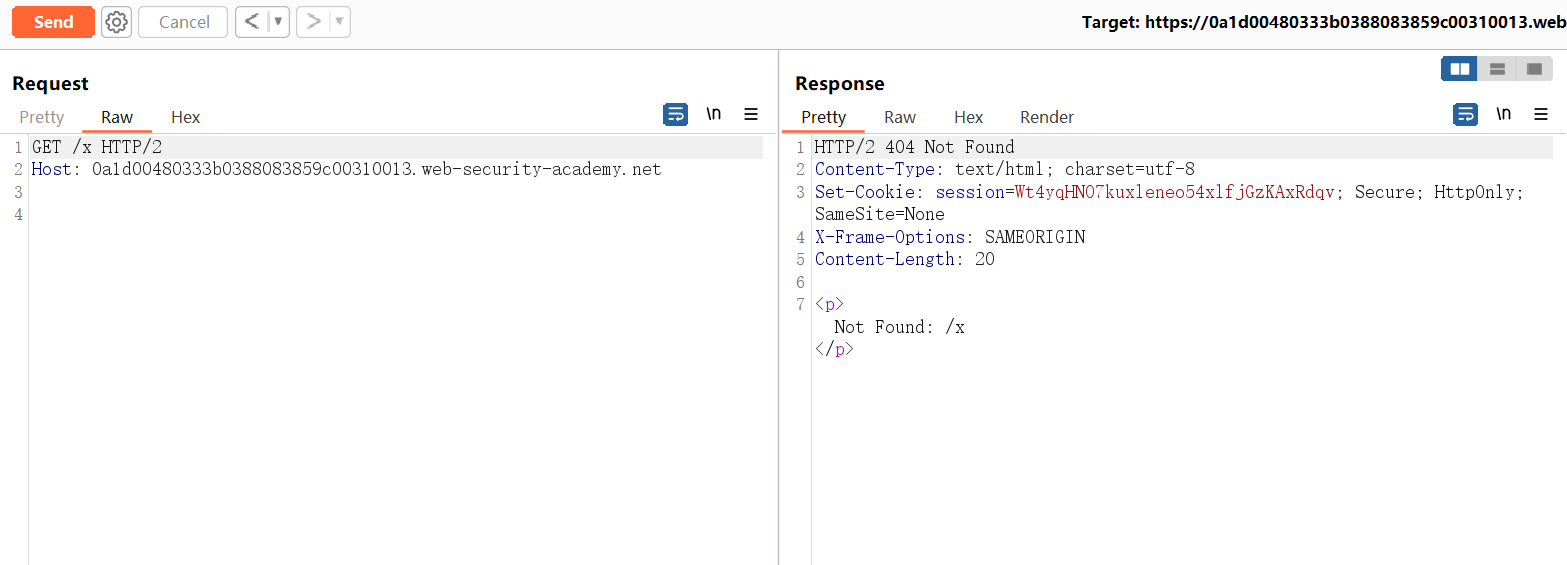 Send Cancel < ▼ > ▼ Target: https://0a1d00480333b0388083859c00310013.web
Request
Pretty Raw Hex \n
1 GET /x HTTP/2
2 Host: 0a1d00480333b0388083859c00310013.web-security-academy.net
3
4
Response
Pretty Raw Hex Render \n
1 HTTP/2 404 Not Found
2 Content-Type: text/html; charset=utf-8
3 Set-Cookie: session=Wt4yqHNO7kuxleneo54xlfjGzKAxRdqv; Secure; HttpOnly;
SameSite=None
4 X-Frame-Options: SAMEORIGIN
5 Content-Length: 20
6
7 <p>
Not Found: /x
</p>